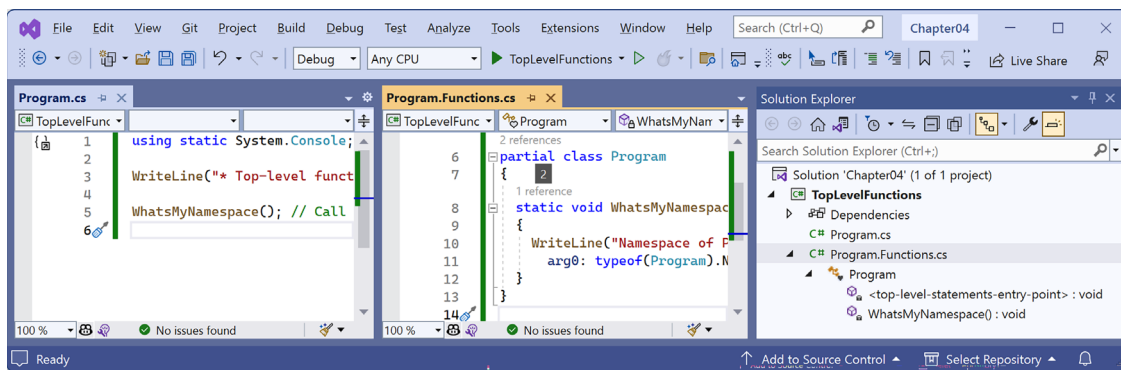 File Edit View Git Project Build Debug Test Analyze Tools Extensions Window Help Search (Ctrl+Q) Chapter04
Debug Any CPU TopLevelFunctions abc Live Share
Program.cs
TopLevelFunc
1 using static System.Console;
2
3 WriteLine("* Top-level funct
4
5 WhatsMyNamespace(); // Call
6
100 % No issues found
Program.Functions.cs
TopLevelFunc Program WhatsMyNam
2 references
6 partial class Program
7 { 2
1 reference
8 static void WhatsMyNamespac
9 {
10 WriteLine("Namespace of P
11 arg0: typeof(Program).N
12 }
13 }
14
100 % No issues found
Solution Explorer
Search Solution Explorer (Ctrl+;)
Solution 'Chapter04' (1 of 1 project)
C# TopLevelFunctions
Dependencies
C# Program.cs
C# Program.Functions.cs
Program
<top-level-statements-entry-point> : void
WhatsMyNamespace() : void
Ready Add to Source Control Select Repository